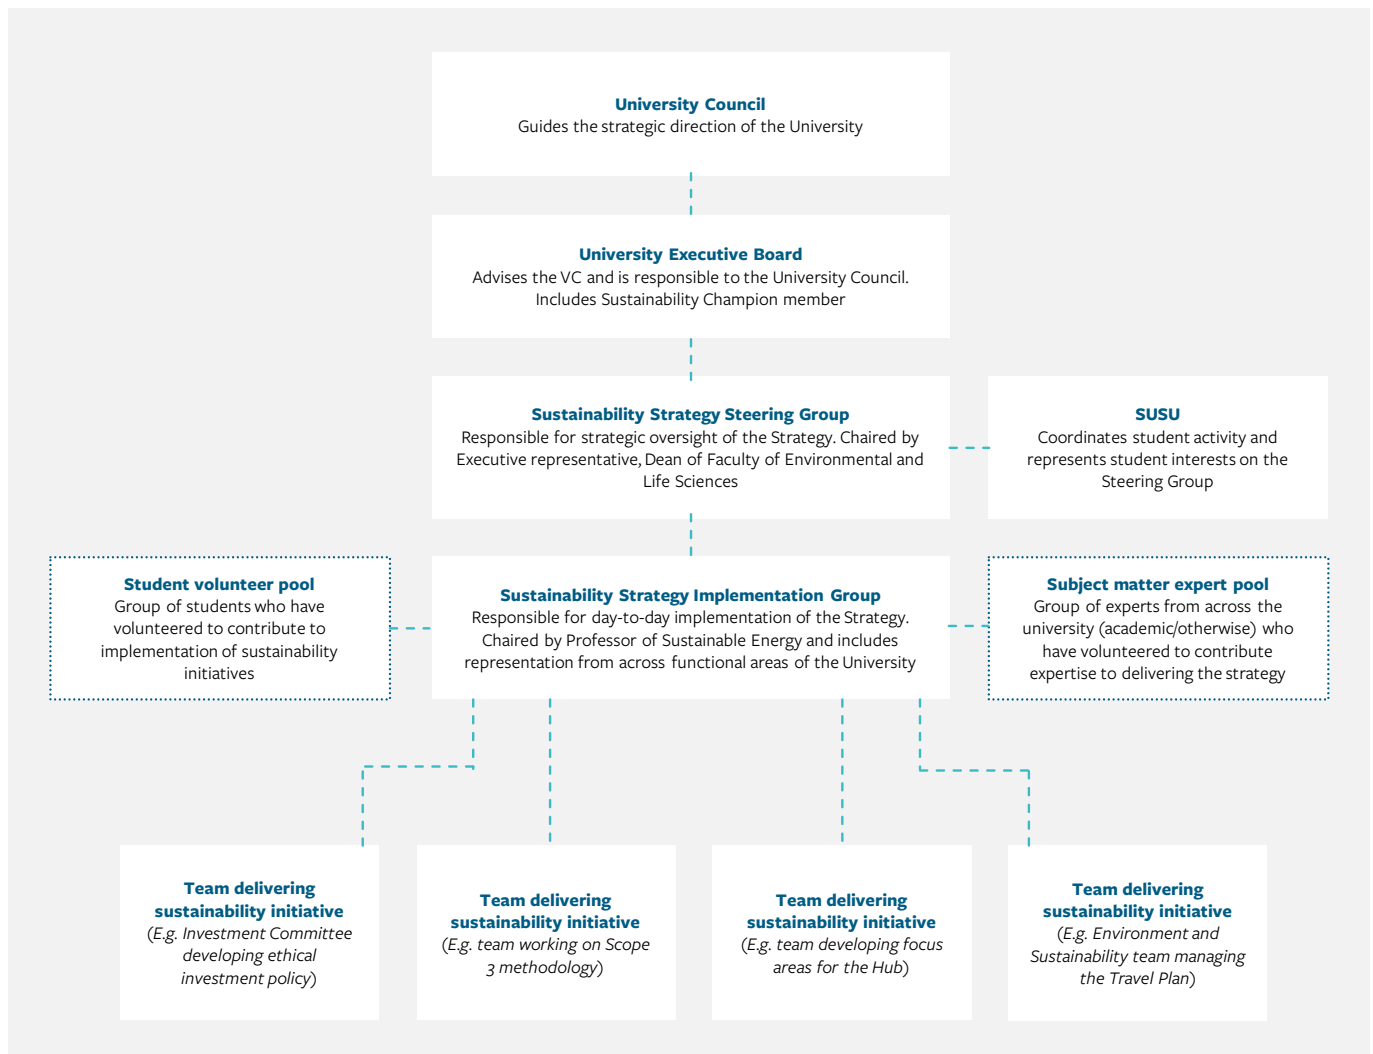 University Council
Guides the strategic direction of the University
University Executive Board
Advises the VC and is responsible to the University Council.
Includes Sustainability Champion member
Sustainability Strategy Steering Group
Responsible for strategic oversight of the Strategy. Chaired by
Executive representative, Dean of Faculty of Environmental and
Life Sciences
SUSU
Coordinates student activity and
represents student interests on the
Steering Group
Student volunteer pool
Group of students who have
volunteered to contribute to
implementation of sustainability
initiatives
Sustainability Strategy Implementation Group
Responsible for day-to-day implementation of the Strategy.
Chaired by Professor of Sustainable Energy and includes
representation from across functional areas of the University
Subject matter expert pool
Group of experts from across the
university (academic/otherwise) who
have volunteered to contribute
expertise to delivering the strategy
Team delivering
sustainability initiative
(E.g. Investment Committee
developing ethical
investment policy)
Team delivering
sustainability initiative
(E.g. team working on Scope
3 methodology)
Team delivering
sustainability initiative
(E.g. team developing focus
areas for the Hub)
Team delivering
sustainability initiative
(E.g. Environment and
Sustainability team managing
the Travel Plan)